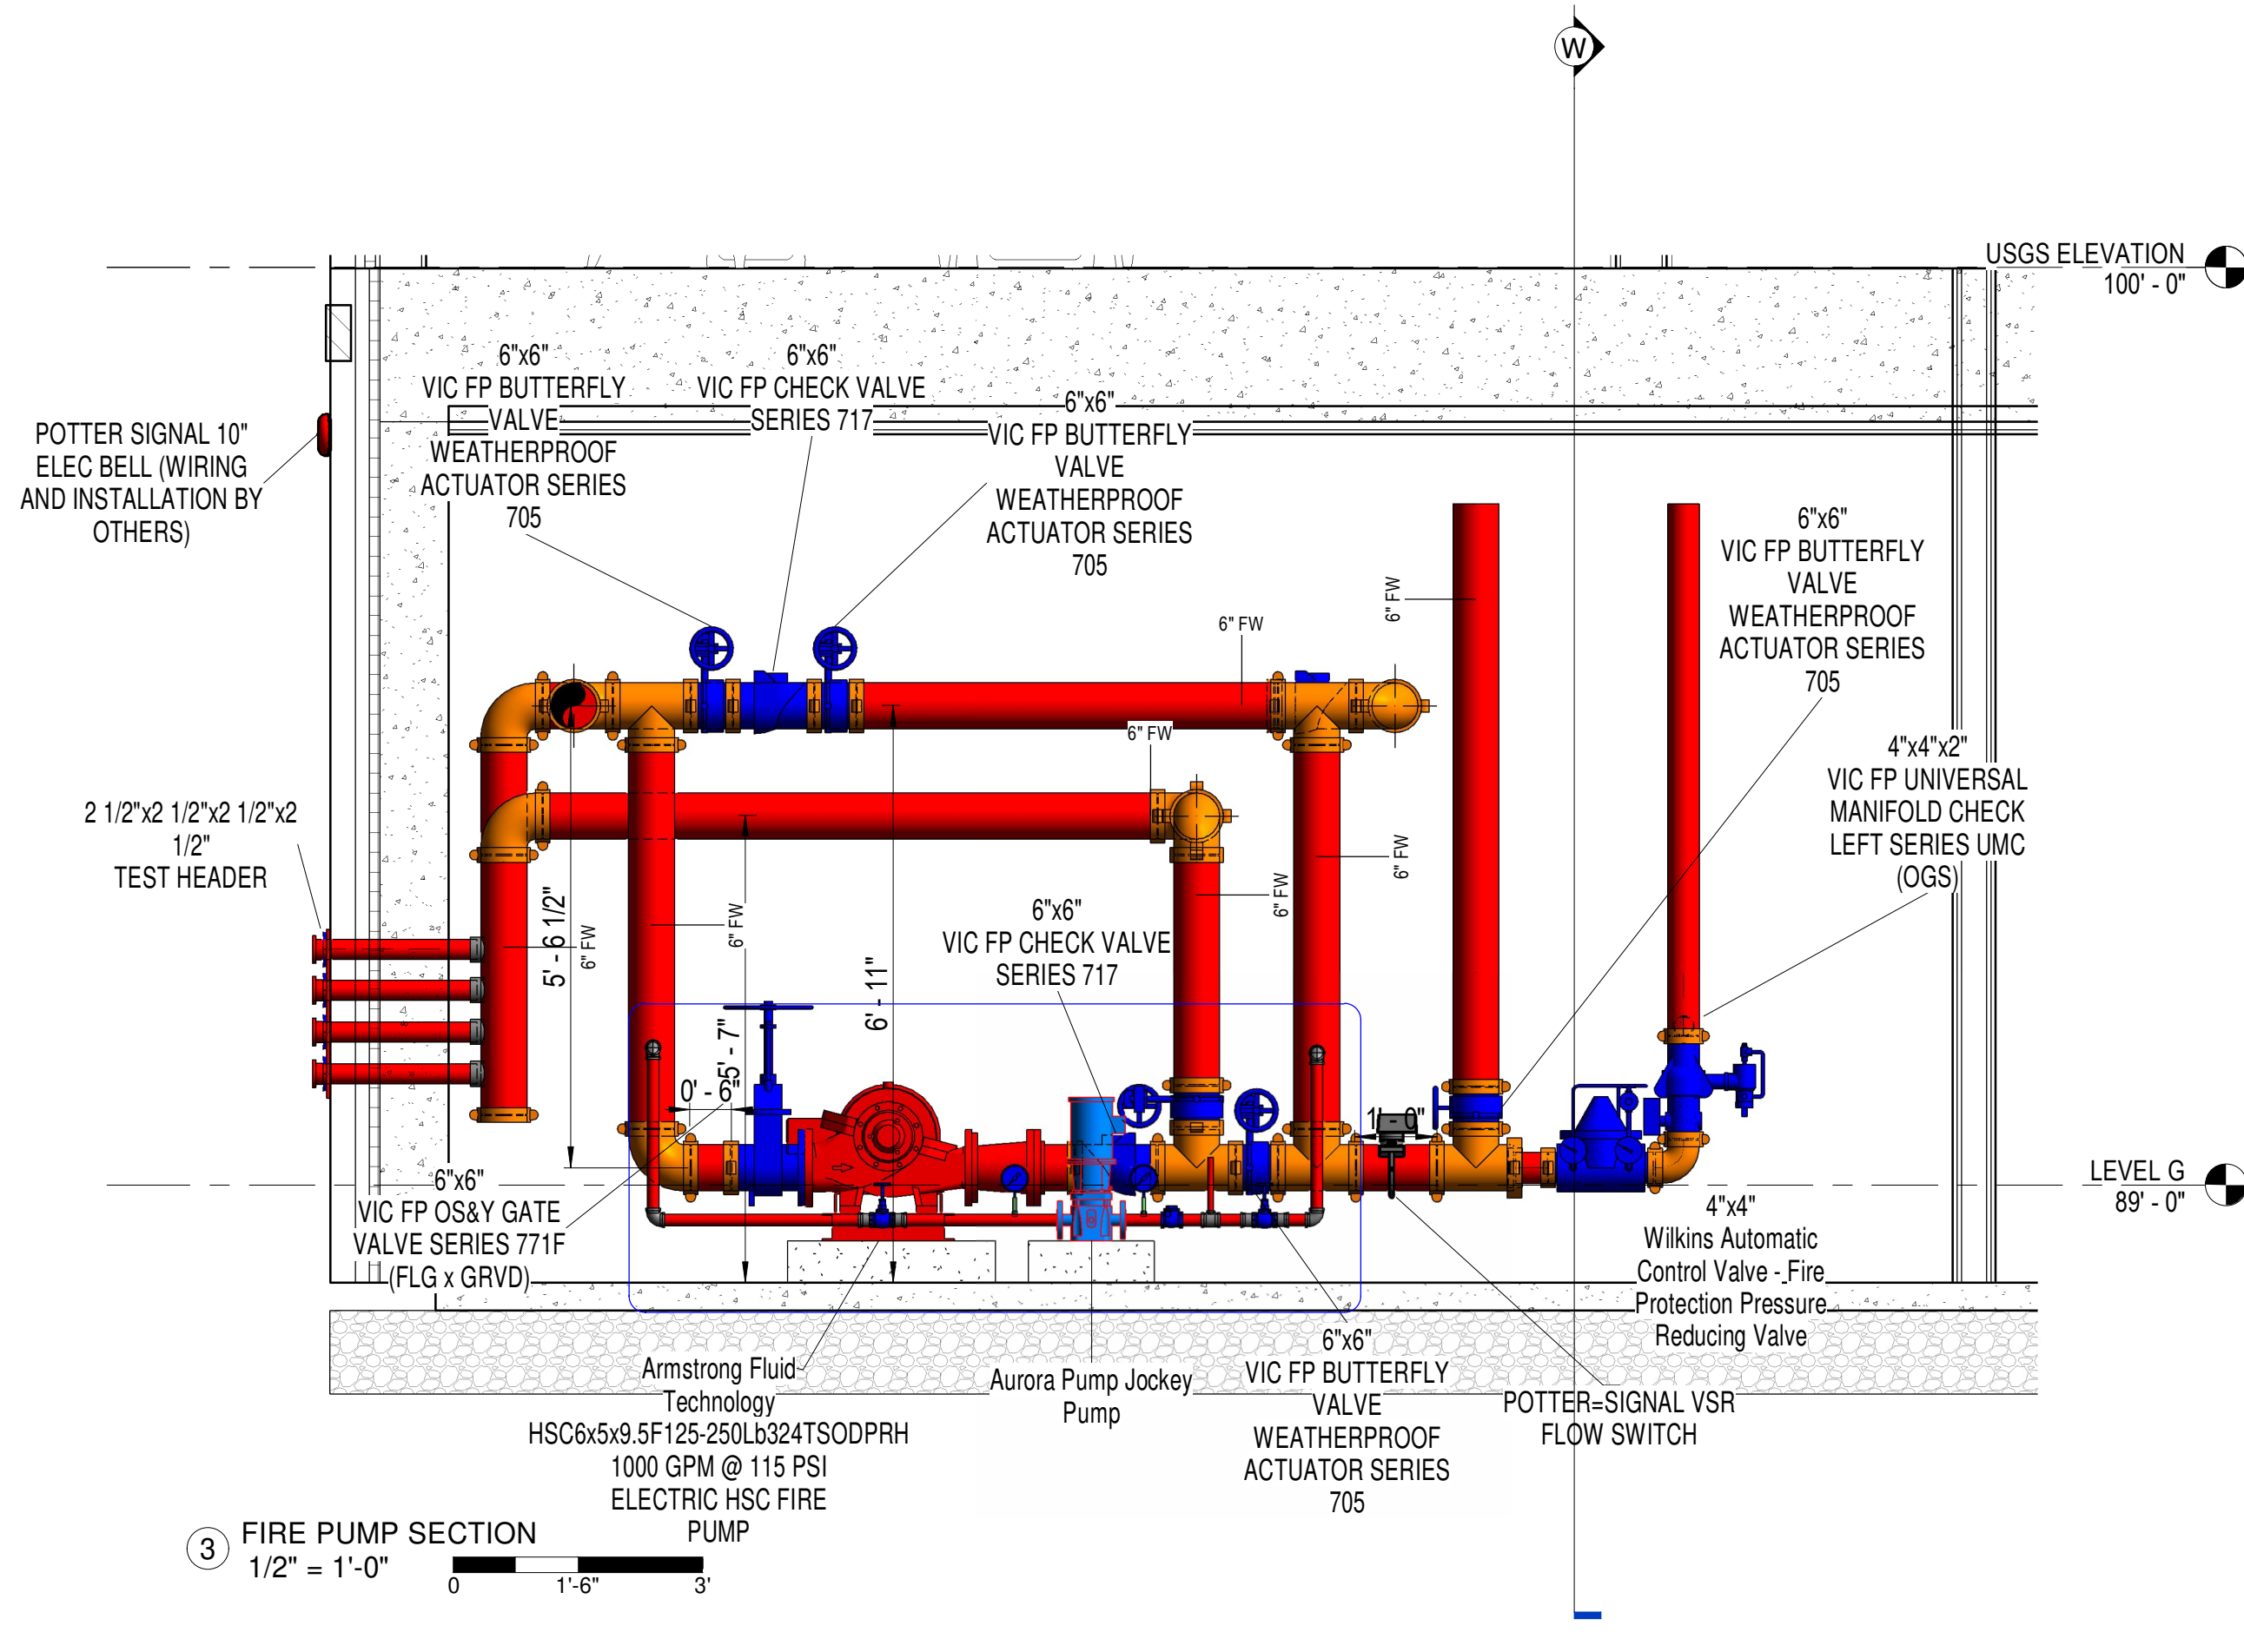 W
USGS ELEVATION
100' - 0"
6"x6"
VIC FP BUTTERFLY
VALVE
WEATHERPROOF
ACTUATOR SERIES
705
6"x6"
VIC FP CHECK VALVE
SERIES 717
6"x6"
VIC FP BUTTERFLY
VALVE
WEATHERPROOF
ACTUATOR SERIES
705
POTTER SIGNAL 10"
ELEC BELL (WIRING
AND INSTALLATION BY
OTHERS)
6"x6"
VIC FP BUTTERFLY
VALVE
WEATHERPROOF
ACTUATOR SERIES
705
6" FW
6" FW
6" FW
4"x4"x2"
VIC FP UNIVERSAL
MANIFOLD CHECK
LEFT SERIES UMC
(OGS)
2 1/2"x2 1/2"x2 1/2"x2
1/2"
TEST HEADER
6" FW
6" FW
6" FW
6" FW
5' - 6 1/2"
6' - 11"
5' - 7"
0' - 6"
6"x6"
VIC FP CHECK VALVE
SERIES 717
6"x6"
VIC FP OS&Y GATE
VALVE SERIES 771F
(FLG x GRVD)
LEVEL G
89' - 0"
4"x4"
Wilkins Automatic
Control Valve - Fire
Protection Pressure
Reducing Valve
Armstrong Fluid
Technology
HSC6x5x9.5F125-250Lb324TSODPRH
1000 GPM @ 115 PSI
ELECTRIC HSC FIRE
PUMP
Aurora Pump Jockey
Pump
6"x6"
VIC FP BUTTERFLY
VALVE
WEATHERPROOF
ACTUATOR SERIES
705
POTTER=SIGNAL VSR
FLOW SWITCH
3
FIRE PUMP SECTION
1/2" = 1'-0"
0
1'-6"
3'